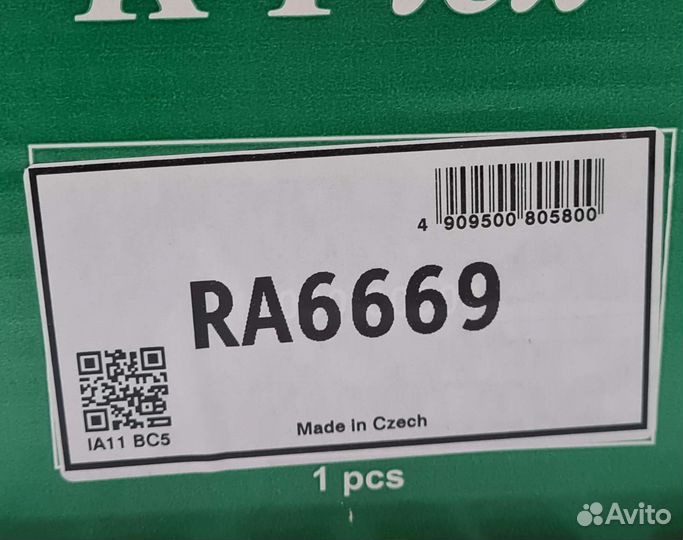 4 909500 805800
RA6669
IA11 BC5
Made in Czech
1 pcs
Avito